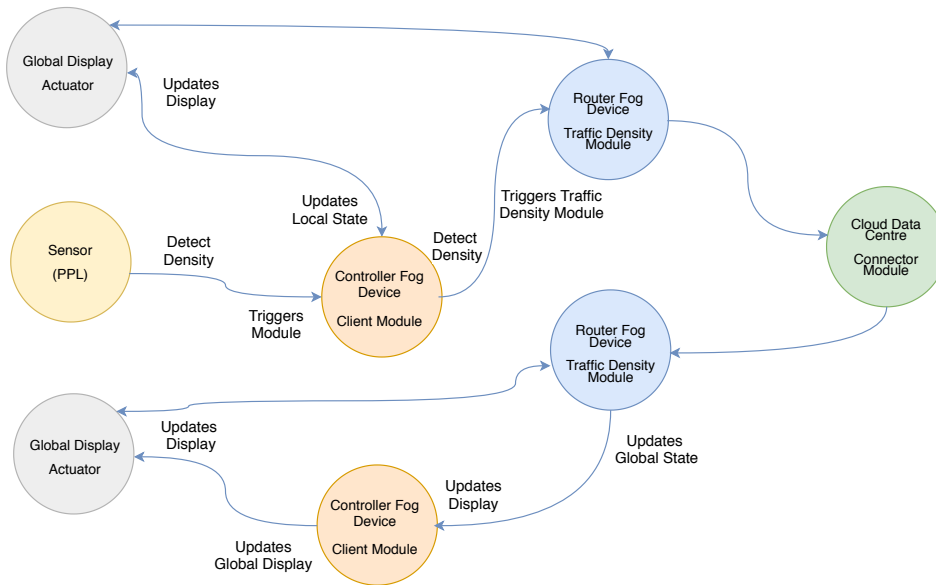 Global Display
Actuator
Updates
Display
Router Fog
Device
Traffic Density
Module
Updates
Local State
Triggers Traffic
Density Module
Sensor
(PPL)
Detect
Density
Triggers
Module
Controller Fog
Device
Client Module
Detect
Density
Cloud Data
Centre
Connector
Module
Router Fog
Device
Traffic Density
Module
Global Display
Actuator
Updates
Display
Updates
Global State
Updates
Display
Controller Fog
Device
Client Module
Updates
Global Display